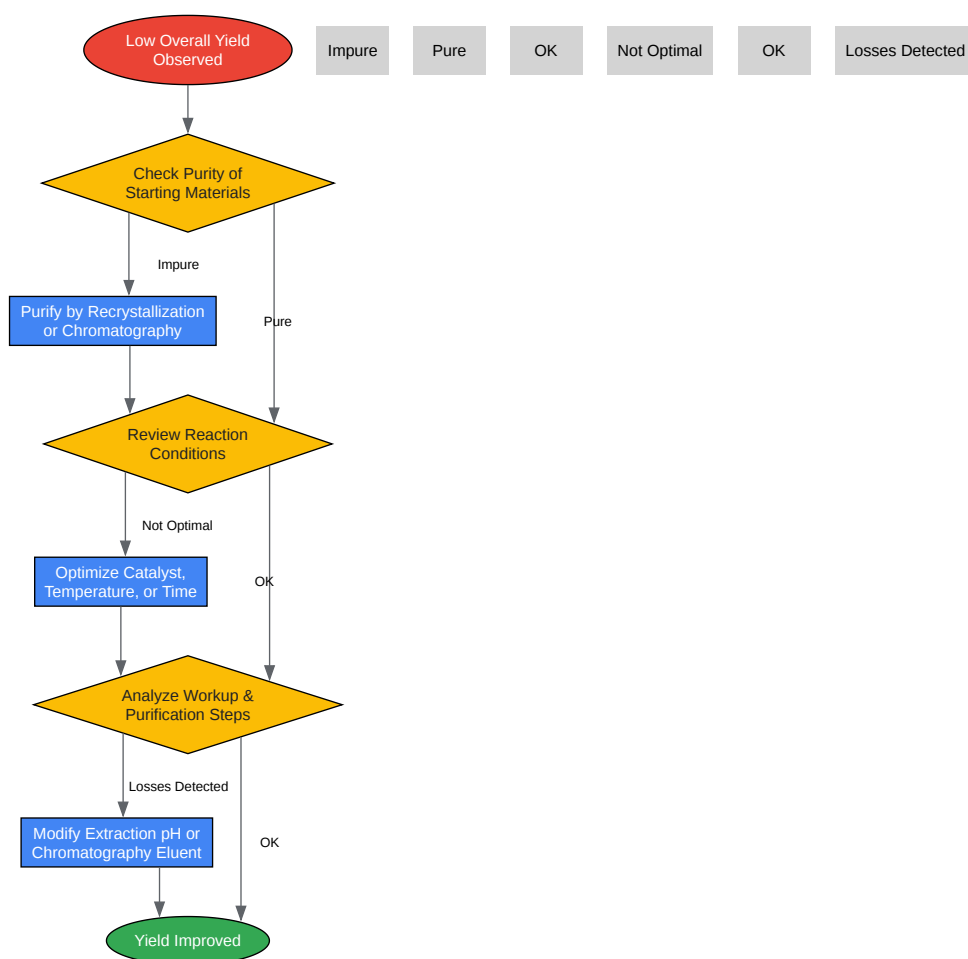 Low Overall Yield
Observed
Impure
Pure
OK
Not Optimal
OK
Losses Detected
Check Purity of
Starting Materials
Impure
Purify by Recrystallization
or Chromatography
Pure
Review Reaction
Conditions
Not Optimal
Optimize Catalyst,
Temperature, or Time
OK
Analyze Workup &
Purification Steps
Losses Detected
Modify Extraction pH or
Chromatography Eluent
OK
Yield Improved